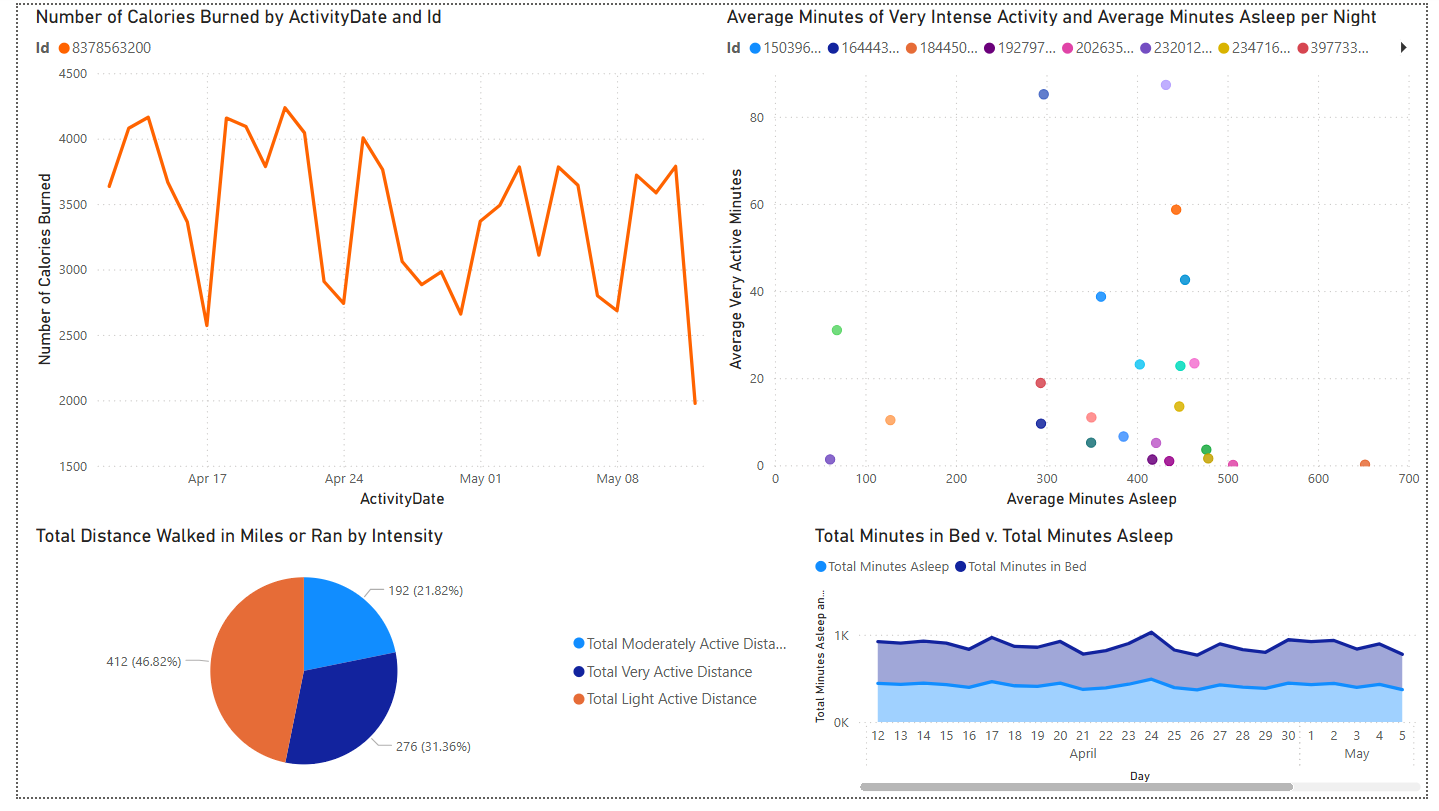 Number of Calories Burned by ActivityDate and Id
Id 8378563200
4500
4000
3500
3000
2500
2000
1500
Number of Calories Burned
Apr 17 Apr 24 May 01 May 08
ActivityDate
Average Minutes of Very Intense Activity and Average Minutes Asleep per Night
Id 150396... 164443... 184450... 192797... 202635... 232012... 234716... 397733...
80
60
40
20
0
Average Very Active Minutes
0 100 200 300 400 500 600 700
Average Minutes Asleep
Total Distance Walked in Miles or Ran by Intensity
192 (21.82%)
412 (46.82%)
276 (31.36%)
Total Moderately Active Dista...
Total Very Active Distance
Total Light Active Distance
Total Minutes in Bed v. Total Minutes Asleep
Total Minutes Asleep Total Minutes in Bed
Total Minutes Asleep an...
1K
0K
12 13 14 15 16 17 18 19 20 21 22 23 24 25 26 27 28 29 30 1 2 3 4 5
April May
Day